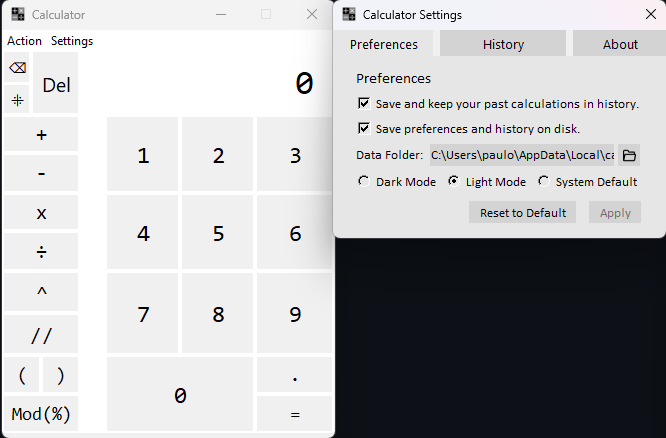 Calculator
Action Settings
0
⌫ Del
⁜
+
-
x
÷
^
//
( )
Mod(%)
1 2 3
4 5 6
7 8 9
0 .
=
Calculator Settings
Preferences History About
Preferences
Save and keep your past calculations in history.
Save preferences and history on disk.
Data Folder: C:\Users\paulo\AppData\Local\ca
Dark Mode Light Mode System Default
Reset to Default Apply